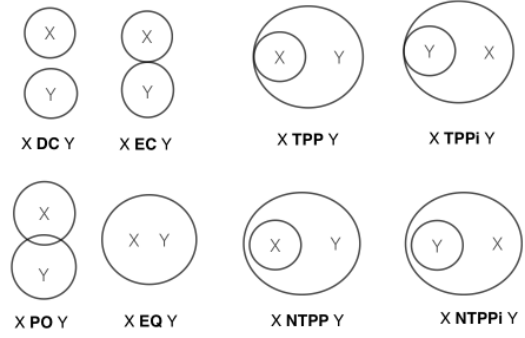 X
Y
X DC Y
X
Y
X EC Y
X Y
X TPP Y
Y X
X TPPi Y
X
Y
X PO Y
X Y
X EQ Y
X Y
X NTPP Y
Y X
X NTPPi Y